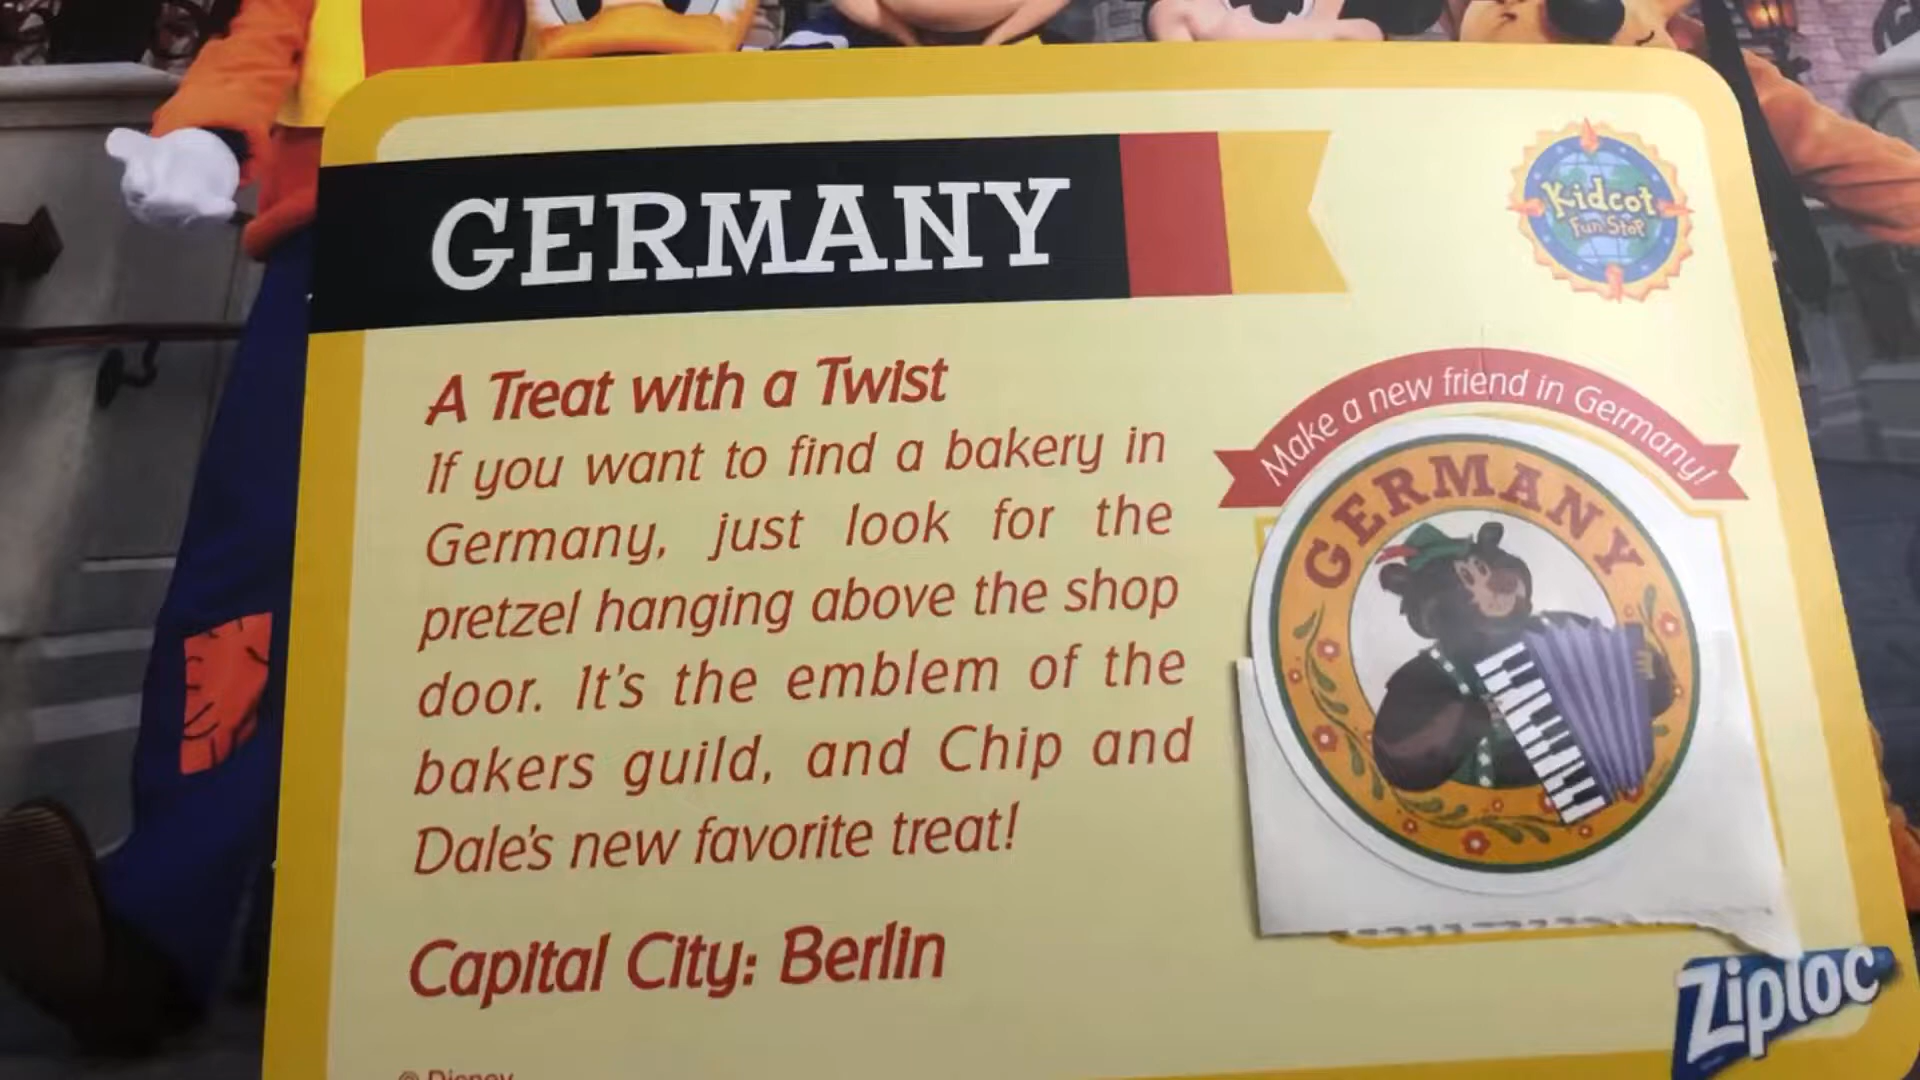 GERMANY
Kidcot
Fun Stop
A Treat with a Twist
If you want to find a bakery in
Germany, just look for the
pretzel hanging above the shop
door. It's the emblem of the
bakers guild, and Chip and
Dale's new favorite treat!
Capital City: Berlin
Make a new friend in Germany!
GERMANY
Ziploc
© Disney